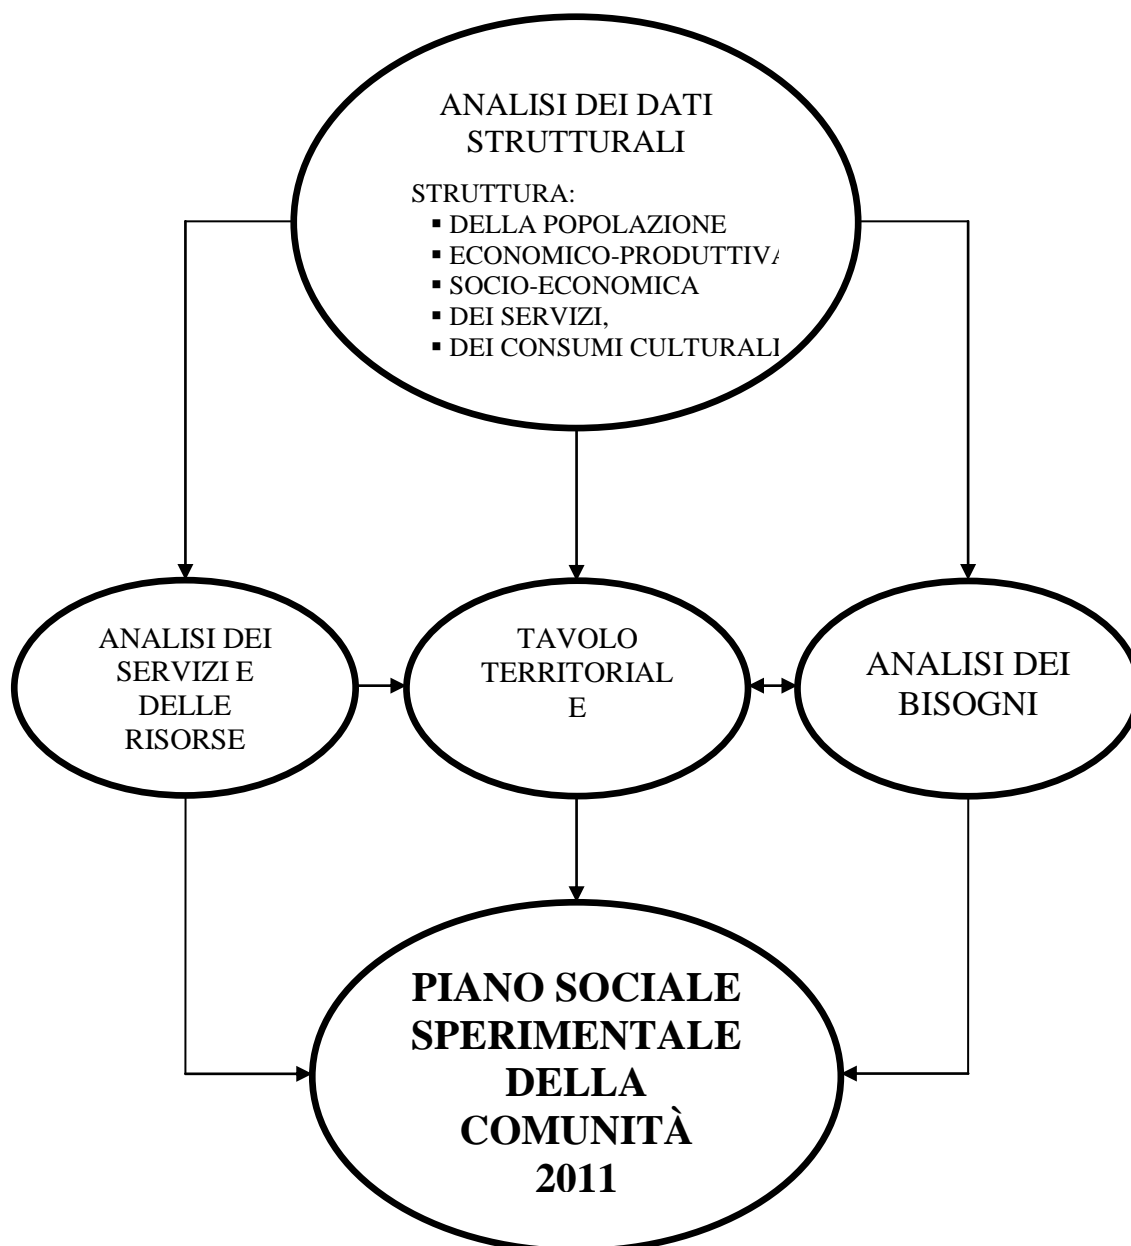 ANALISI DEI DATI
STRUTTURALI
STRUTTURA:
▪ DELLA POPOLAZIONE
▪ ECONOMICO-PRODUTTIVA
▪ SOCIO-ECONOMICA
▪ DEI SERVIZI,
▪ DEI CONSUMI CULTURALI
ANALISI DEI
SERVIZI E
DELLE
RISORSE
TAVOLO
TERRITORIAL
E
ANALISI DEI
BISOGNI
PIANO SOCIALE
SPERIMENTALE
DELLA
COMUNITÀ
2011